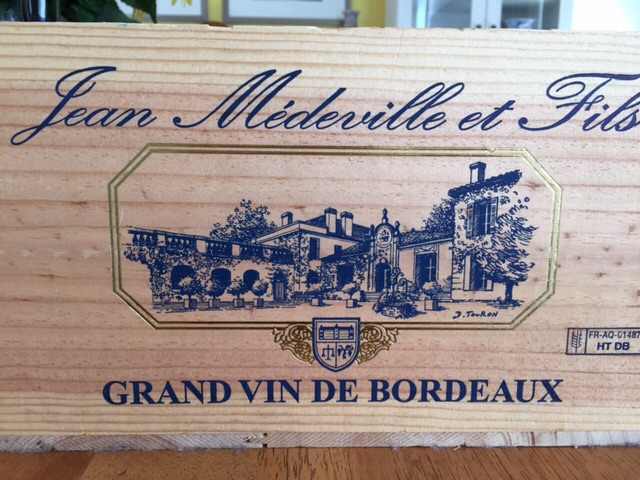 Jean Médeville et Fils
D. TOURON
FR-AQ-01487
HT DB
GRAND VIN DE BORDEAUX